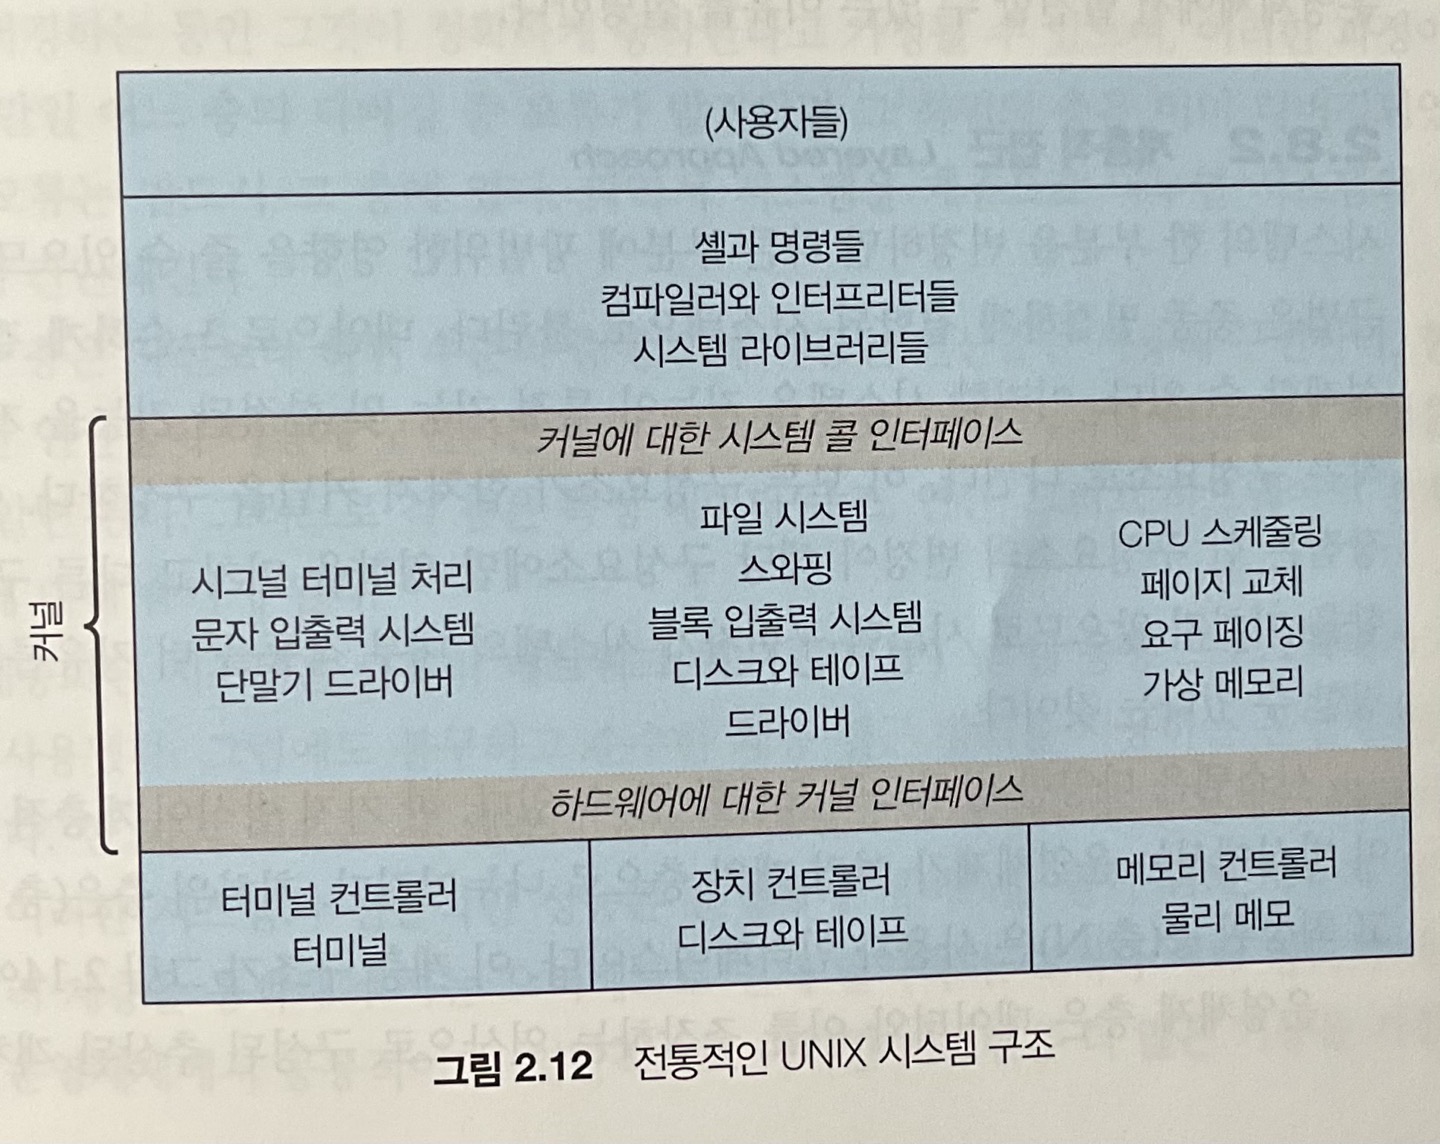 (사용자들)
셸과 명령들
컴파일러와 인터프리터들
시스템 라이브러리들
커널에 대한 시스템 콜 인터페이스
커널
시그널 터미널 처리
문자 입출력 시스템
단말기 드라이버
파일 시스템
스와핑
블록 입출력 시스템
디스크와 테이프
드라이버
CPU 스케줄링
페이지 교체
요구 페이징
가상 메모리
하드웨어에 대한 커널 인터페이스
터미널 컨트롤러
터미널
장치 컨트롤러
디스크와 테이프
메모리 컨트롤러
물리 메모
그림 2.12 전통적인 UNIX 시스템 구조